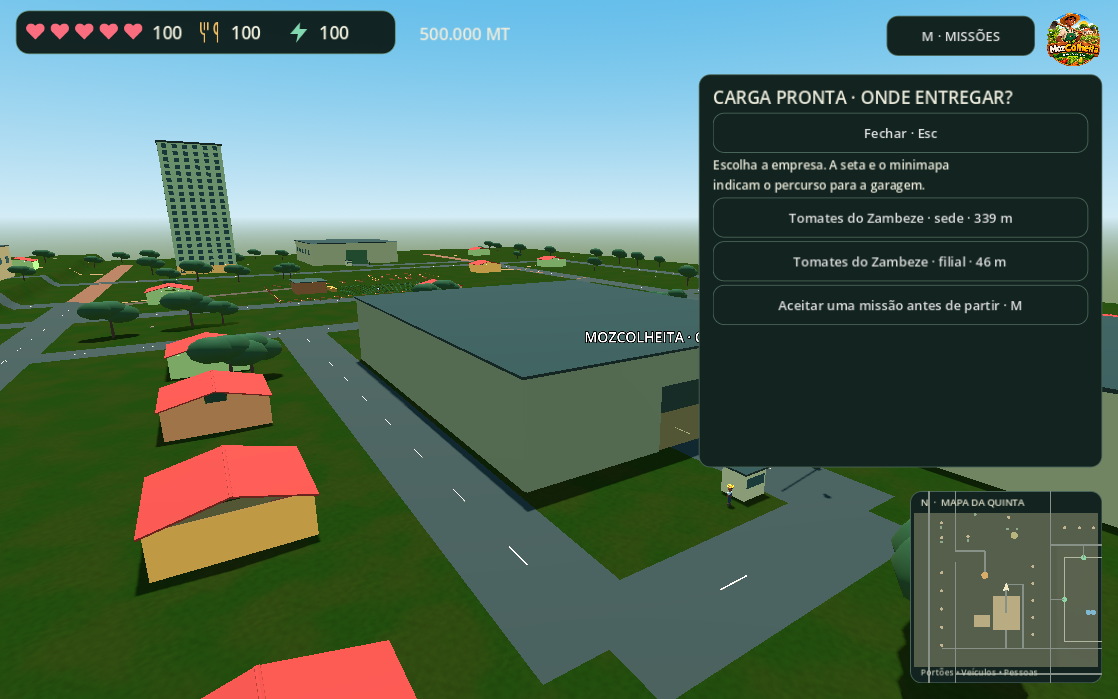 100 100 100 500.000 MT
M · MISSÕES
MozColheita
CARGA PRONTA · ONDE ENTREGAR?
Fechar · Esc
Escolha a empresa. A seta e o minimapa
indicam o percurso para a garagem.
Tomates do Zambeze · sede · 339 m
Tomates do Zambeze · filial · 46 m
Aceitar uma missão antes de partir · M
MOZCOLHEITA ·
N · MAPA DA QUINTA
Portões • Veículos • Pessoas